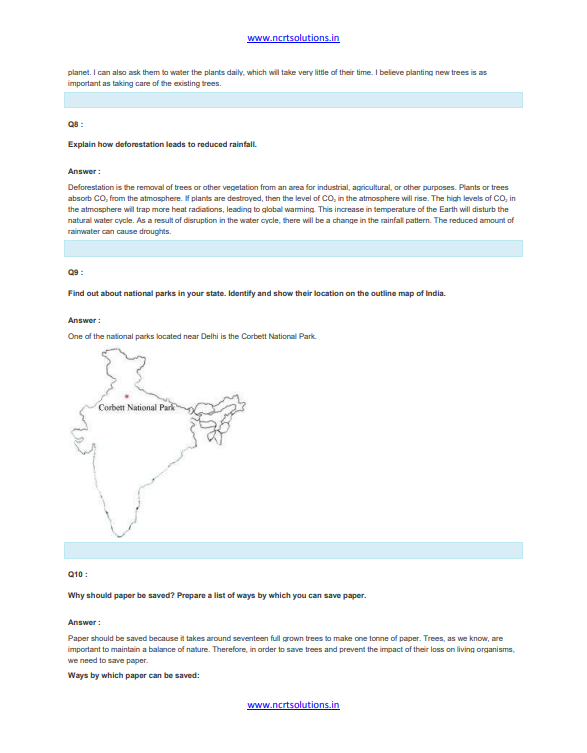 www.ncrtsolutions.in
planet. I can also ask them to water the plants daily, which will take very little of their time. I believe planting new trees is as
important as taking care of the existing trees.
Q8 :
Explain how deforestation leads to reduced rainfall.
Answer :
Deforestation is the removal of trees or other vegetation from an area for industrial, agricultural, or other purposes. Plants or trees
absorb CO₂ from the atmosphere. If plants are destroyed, then the level of CO₂ in the atmosphere will rise. The high levels of CO₂ in
the atmosphere will trap more heat radiations, leading to global warming. This increase in temperature of the Earth will disturb the
natural water cycle. As a result of disruption in the water cycle, there will be a change in the rainfall pattern. The reduced amount of
rainwater can cause droughts.
Q9 :
Find out about national parks in your state. Identify and show their location on the outline map of India.
Answer :
One of the national parks located near Delhi is the Corbett National Park.
Corbett National Park
Q10 :
Why should paper be saved? Prepare a list of ways by which you can save paper.
Answer :
Paper should be saved because it takes around seventeen full grown trees to make one tonne of paper. Trees, as we know, are
important to maintain a balance of nature. Therefore, in order to save trees and prevent the impact of their loss on living organisms,
we need to save paper.
Ways by which paper can be saved:
www.ncrtsolutions.in